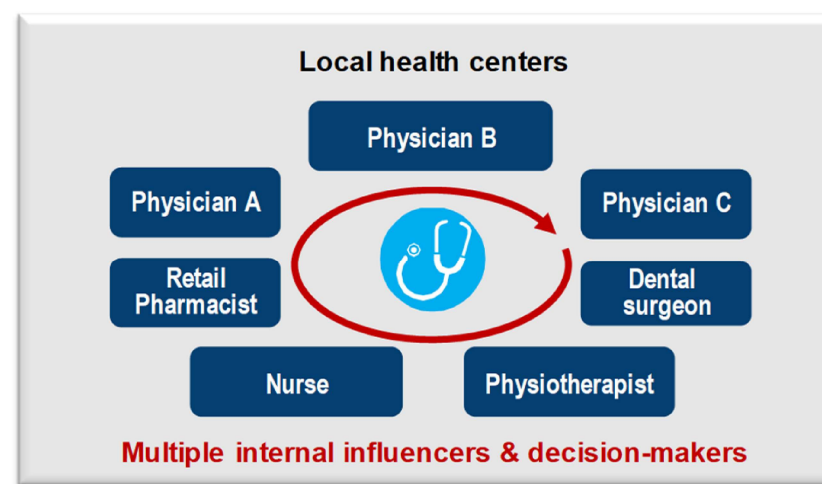 Local health centers
Physician B
Physician A
Physician C
Retail
Pharmacist
Dental
surgeon
Nurse
Physiotherapist
Multiple internal influencers & decision-makers